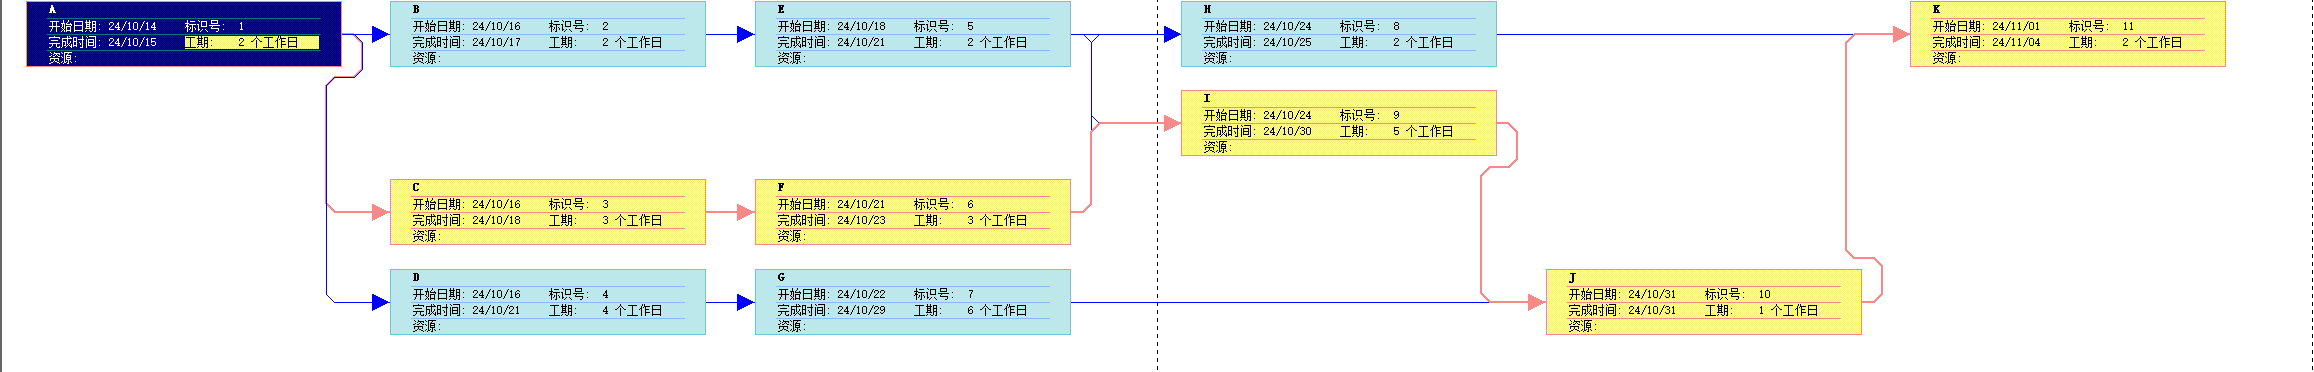 A
开始日期: 24/10/14 标识号: 1
完成时间: 24/10/15 工期: 2 个工作日
资源:
B
开始日期: 24/10/16 标识号: 2
完成时间: 24/10/17 工期: 2 个工作日
资源:
E
开始日期: 24/10/18 标识号: 5
完成时间: 24/10/21 工期: 2 个工作日
资源:
H
开始日期: 24/10/24 标识号: 8
完成时间: 24/10/25 工期: 2 个工作日
资源:
K
开始日期: 24/11/01 标识号: 11
完成时间: 24/11/04 工期: 2 个工作日
资源:
I
开始日期: 24/10/24 标识号: 9
完成时间: 24/10/30 工期: 5 个工作日
资源:
C
开始日期: 24/10/16 标识号: 3
完成时间: 24/10/18 工期: 3 个工作日
资源:
F
开始日期: 24/10/21 标识号: 6
完成时间: 24/10/23 工期: 3 个工作日
资源:
D
开始日期: 24/10/16 标识号: 4
完成时间: 24/10/21 工期: 4 个工作日
资源:
G
开始日期: 24/10/22 标识号: 7
完成时间: 24/10/29 工期: 6 个工作日
资源:
J
开始日期: 24/10/31 标识号: 10
完成时间: 24/10/31 工期: 1 个工作日
资源: